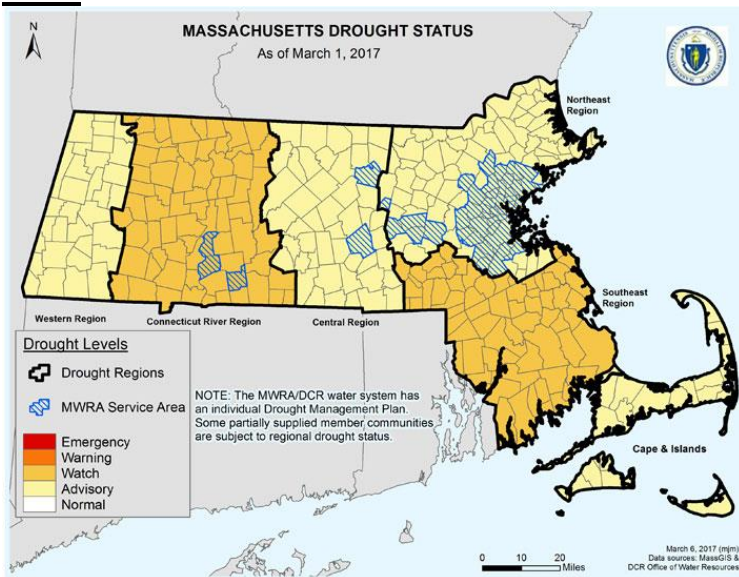 MASSACHUSETTS DROUGHT STATUS
As of March 1, 2017
N
Northeast
Region
Southeast
Region
Western Region
Connecticut River Region
Central Region
Cape & Islands
Drought Levels
Drought Regions
MWRA Service Area
Emergency
Warning
Watch
Advisory
Normal
NOTE: The MWRA/DCR water system has
an individual Drought Management Plan.
Some partially supplied member communities
are subject to regional drought status.
0 10 20
Miles
March 6, 2017 (mjm)
Data sources: MassGIS &
DCR Office of Water Resources